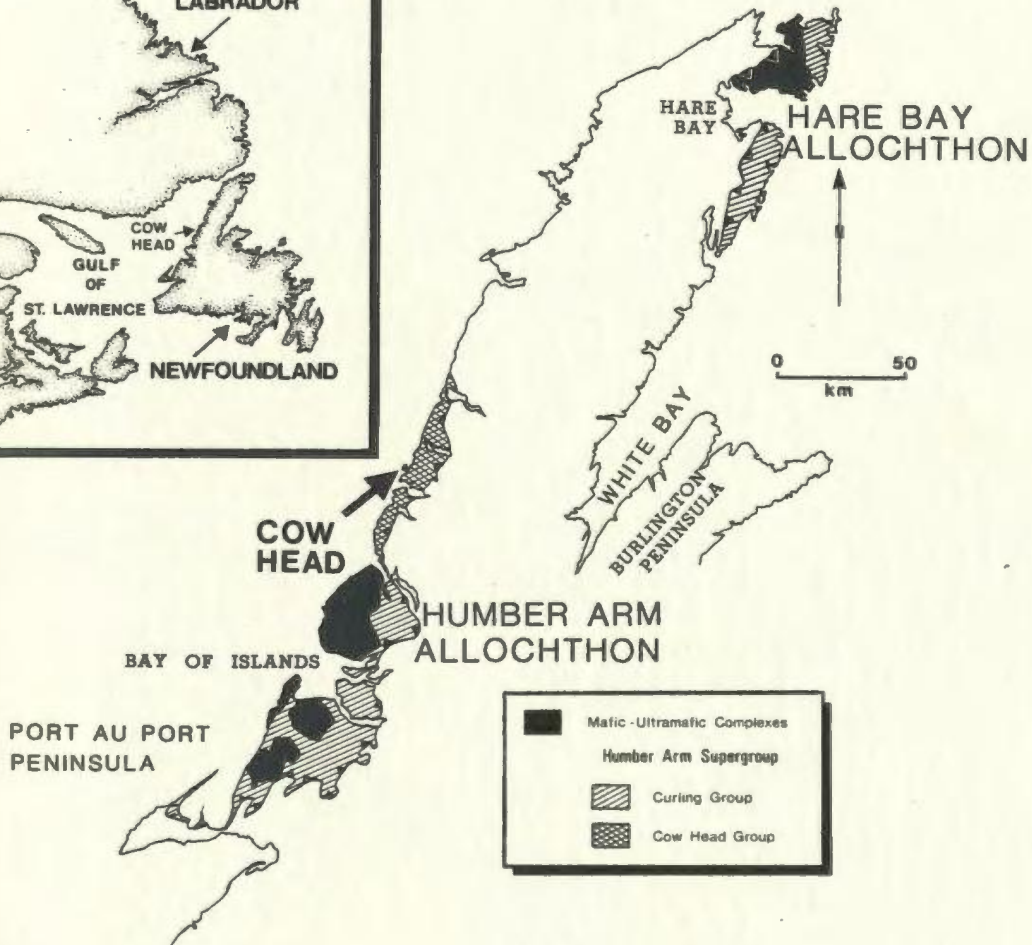 LABRADOR
COW
HEAD
GULF
OF
ST. LAWRENCE
NEWFOUNDLAND
HARE
BAY
HARE BAY
ALLOCHTHON
0 50
km
WHITE BAY
BURLINGTON
PENINSULA
COW
HEAD
HUMBER ARM
ALLOCHTHON
BAY OF ISLANDS
PORT AU PORT
PENINSULA
Mafic-Ultramafic Complexes
Humber Arm Supergroup
Curling Group
Cow Head Group